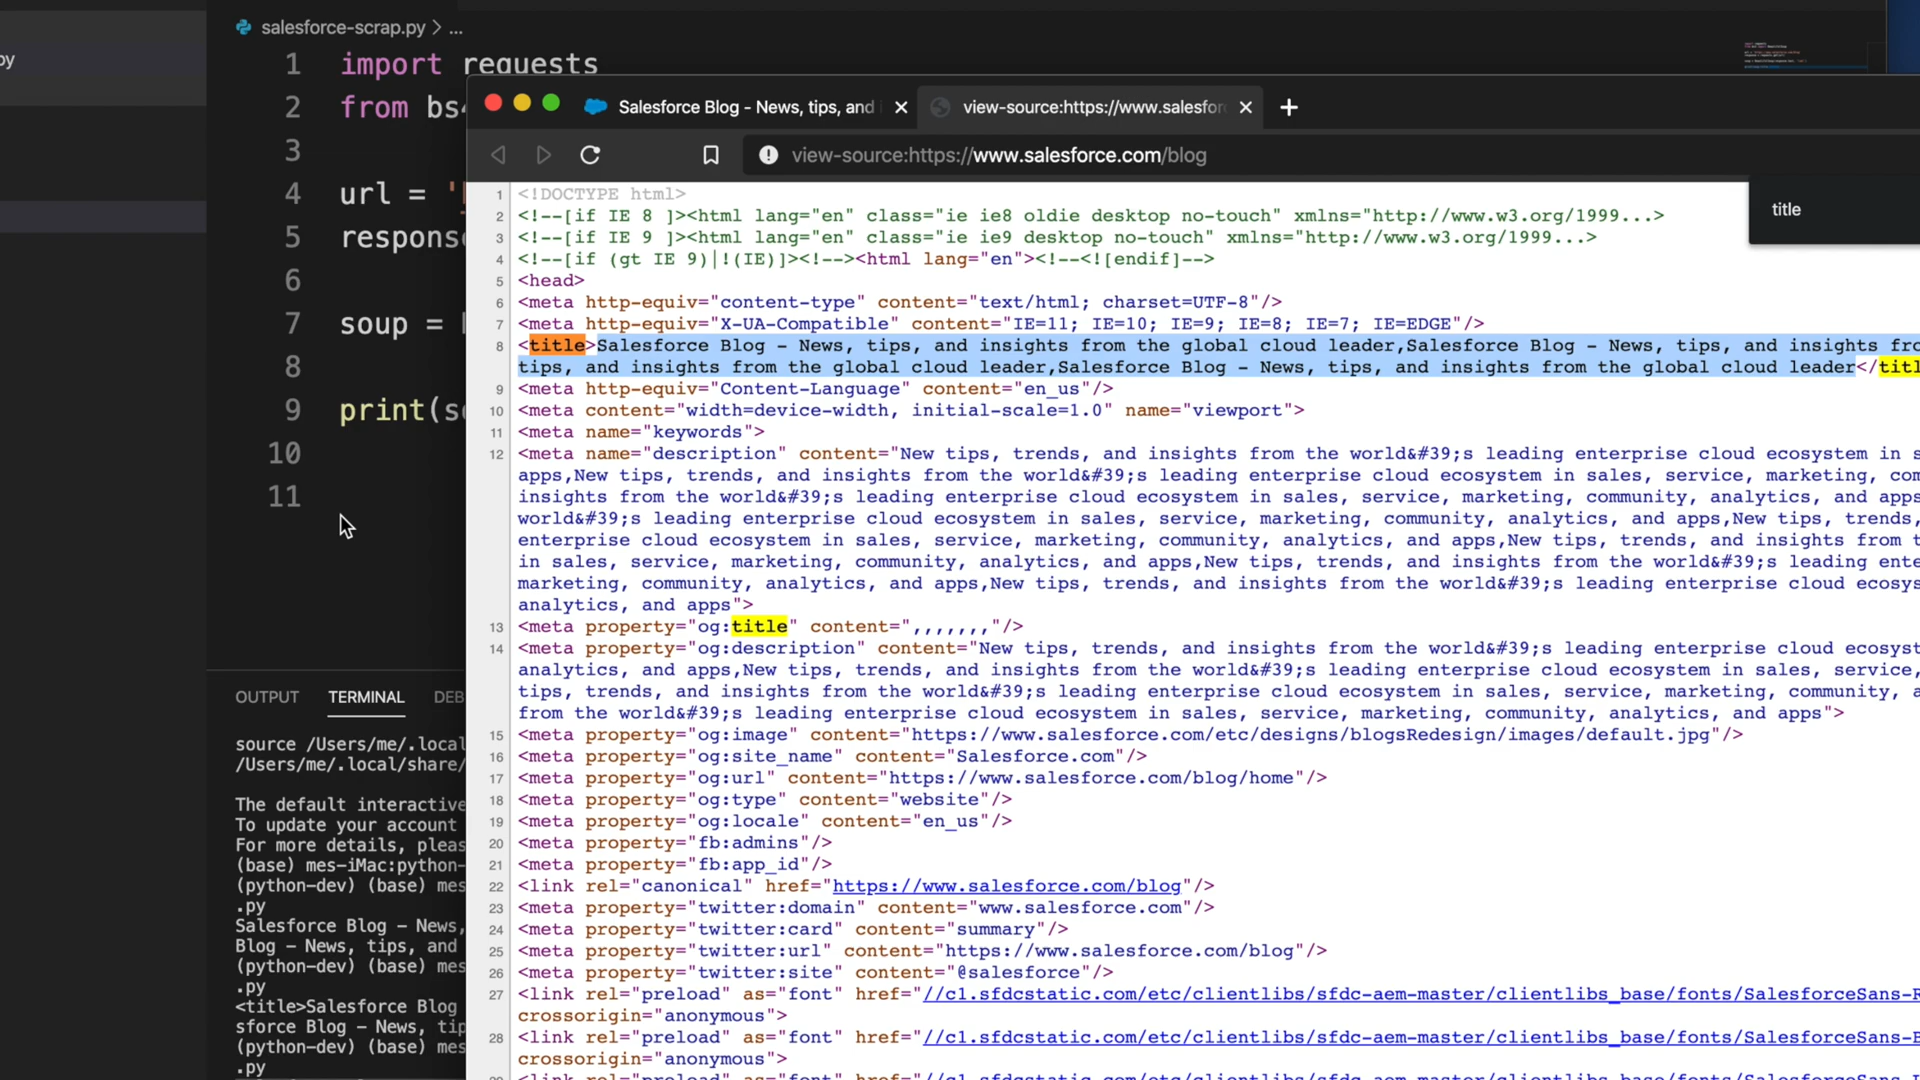 py
salesforce-scrap.py > ...
1 import requests
2 from bs4
3
4 url = '
5 respons
6
7 soup =
8
9 print(so
10
11
Salesforce Blog - News, tips, and
view-source:https://www.salesfor
view-source:https://www.salesforce.com/blog
title
1 <!DOCTYPE html>
2 <!--[if IE 8 ]><html lang="en" class="ie ie8 oldie desktop no-touch" xmlns="http://www.w3.org/1999...>
3 <!--[if IE 9 ]><html lang="en" class="ie ie9 desktop no-touch" xmlns="http://www.w3.org/1999...>
4 <!--[if (gt IE 9)|!(IE)]><!--><html lang="en"><!--<![endif]-->
5 <head>
6 <meta http-equiv="content-type" content="text/html; charset=UTF-8"/>
7 <meta http-equiv="X-UA-Compatible" content="IE=11; IE=10; IE=9; IE=8; IE=7; IE=EDGE"/>
8 <title>Salesforce Blog - News, tips, and insights from the global cloud leader,Salesforce Blog - News, tips, and insights fro
tips, and insights from the global cloud leader,Salesforce Blog - News, tips, and insights from the global cloud leader</titl
9 <meta http-equiv="Content-Language" content="en_us"/>
10 <meta content="width=device-width, initial-scale=1.0" name="viewport">
11 <meta name="keywords">
12 <meta name="description" content="New tips, trends, and insights from the world&#39;s leading enterprise cloud ecosystem in s
apps,New tips, trends, and insights from the world&#39;s leading enterprise cloud ecosystem in sales, service, marketing, com
insights from the world&#39;s leading enterprise cloud ecosystem in sales, service, marketing, community, analytics, and apps
world&#39;s leading enterprise cloud ecosystem in sales, service, marketing, community, analytics, and apps,New tips, trends,
enterprise cloud ecosystem in sales, service, marketing, community, analytics, and apps,New tips, trends, and insights from t
in sales, service, marketing, community, analytics, and apps,New tips, trends, and insights from the world&#39;s leading ente
marketing, community, analytics, and apps,New tips, trends, and insights from the world&#39;s leading enterprise cloud ecosys
analytics, and apps">
13 <meta property="og:title" content=",,,,,,,"/>
14 <meta property="og:description" content="New tips, trends, and insights from the world&#39;s leading enterprise cloud ecosyst
analytics, and apps,New tips, trends, and insights from the world&#39;s leading enterprise cloud ecosystem in sales, service,
tips, trends, and insights from the world&#39;s leading enterprise cloud ecosystem in sales, service, marketing, community, a
from the world&#39;s leading enterprise cloud ecosystem in sales, service, marketing, community, analytics, and apps">
15 <meta property="og:image" content="https://www.salesforce.com/etc/designs/blogsRedesign/images/default.jpg"/>
16 <meta property="og:site_name" content="Salesforce.com"/>
17 <meta property="og:url" content="https://www.salesforce.com/blog/home"/>
18 <meta property="og:type" content="website"/>
19 <meta property="og:locale" content="en_us"/>
20 <meta property="fb:admins"/>
21 <meta property="fb:app_id"/>
22 <link rel="canonical" href="https://www.salesforce.com/blog"/>
23 <meta property="twitter:domain" content="www.salesforce.com"/>
24 <meta property="twitter:card" content="summary"/>
25 <meta property="twitter:url" content="https://www.salesforce.com/blog"/>
26 <meta property="twitter:site" content="@salesforce"/>
27 <link rel="preload" as="font" href="//c1.sfdcstatic.com/etc/clientlibs/sfdc-aem-master/clientlibs_base/fonts/SalesforceSans-R
crossorigin="anonymous">
28 <link rel="preload" as="font" href="//c1.sfdcstatic.com/etc/clientlibs/sfdc-aem-master/clientlibs_base/fonts/SalesforceSans-B
crossorigin="anonymous">
OUTPUT TERMINAL DEB
source /Users/me/.local
/Users/me/.local/share/
The default interactive
To update your account
For more details, pleas
(base) mes-iMac:python-
(python-dev) (base) mes
.py
Salesforce Blog – News,
Blog – News, tips, and
(python-dev) (base) mes
.py
<title>Salesforce Blog
sforce Blog – News, tip
(python-dev) (base) mes
.py